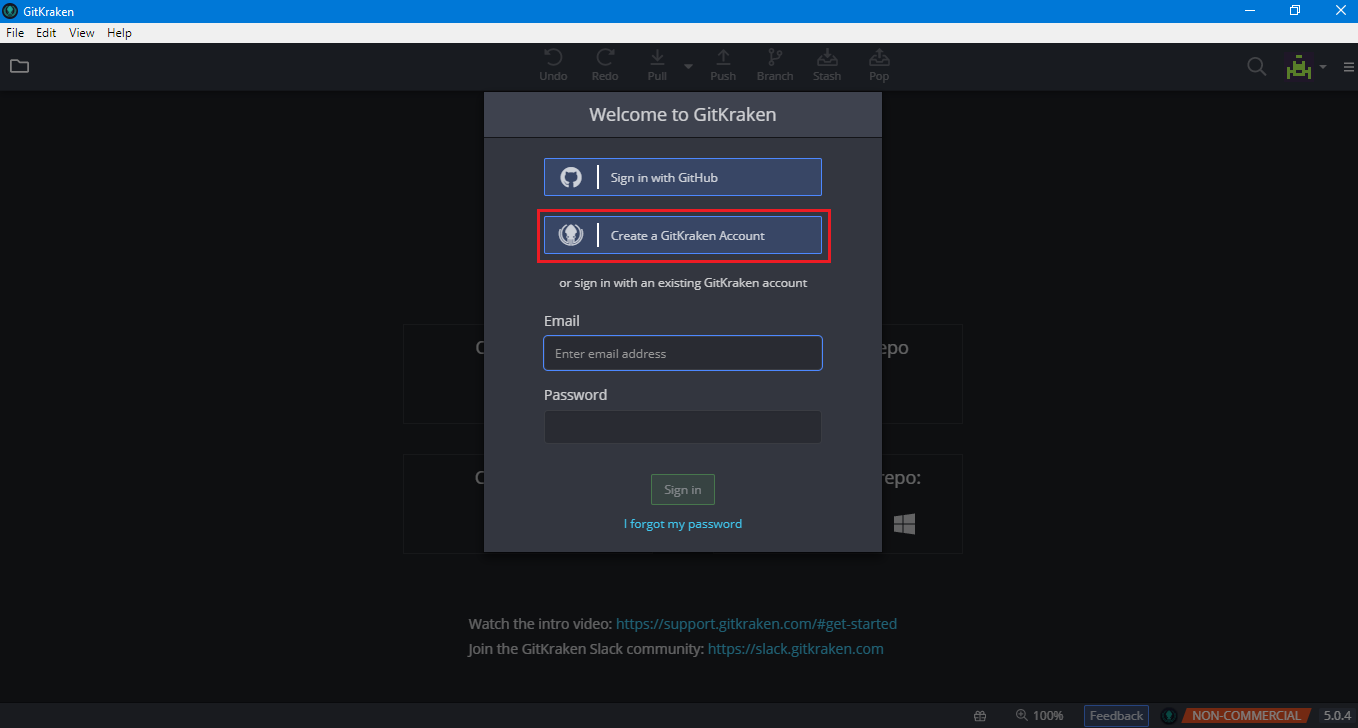 GitKraken
File Edit View Help
Undo Redo Pull Push Branch Stash Pop
Welcome to GitKraken
Sign in with GitHub
Create a GitKraken Account
or sign in with an existing GitKraken account
Email
Enter email address
Password
Sign in
I forgot my password
repo:
Watch the intro video: https://support.gitkraken.com/#get-started
Join the GitKraken Slack community: https://slack.gitkraken.com
100% Feedback NON-COMMERCIAL 5.0.4